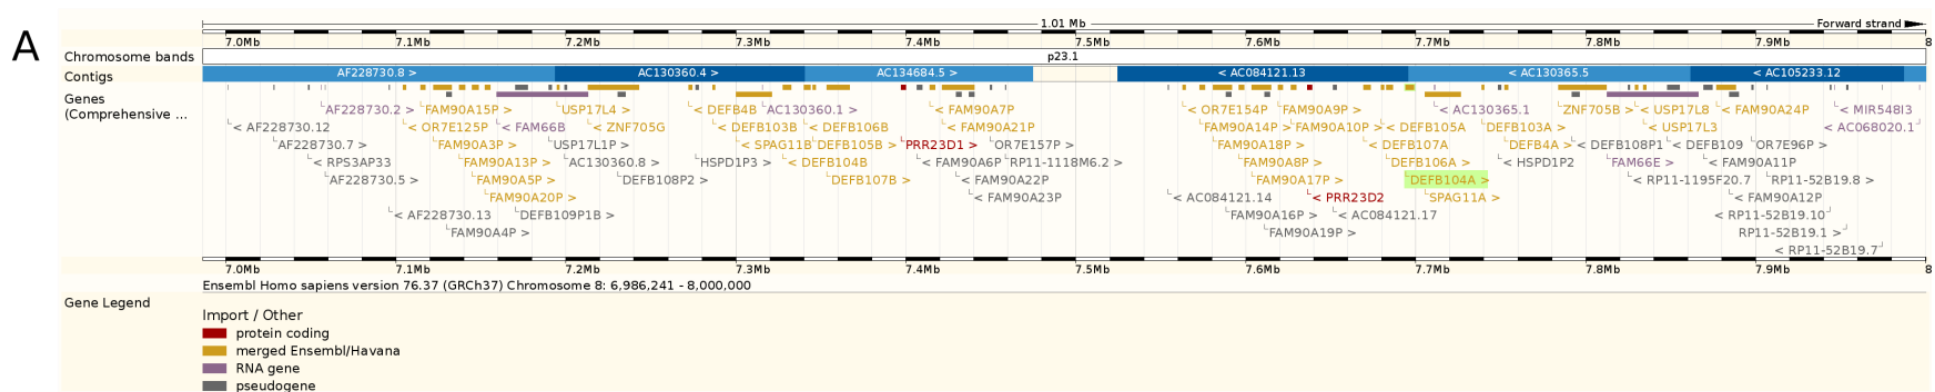 A
1.01 Mb Forward strand
7.0Mb 7.1Mb 7.2Mb 7.3Mb 7.4Mb 7.5Mb 7.6Mb 7.7Mb 7.8Mb 7.9Mb 8
Chromosome bands p23.1
Contigs AF228730.8 > AC130360.4 > AC134684.5 > < AC084121.13 < AC130365.5 < AC105233.12
Genes
(Comprehensive ...
AF228730.2 > FAM90A15P > USP17L4 > < DEFB4B AC130360.1 > < FAM90A7P < OR7E154P FAM90A9P > < AC130365.1 ZNF705B > < USP17L8 < FAM90A24P < MIR548I3
< AF228730.12 < OR7E125P < FAM66B < ZNF705G < DEFB103B < DEFB106B < FAM90A21P FAM90A14P > FAM90A10P > < DEFB105A DEFB103A > < USP17L3 < AC068020.1
AF228730.7 > FAM90A3P > USP17L1P > < SPAG11B DEFB105B > PRR23D1 > OR7E157P > FAM90A18P > < DEFB107A DEFB4A > < DEFB108P1 < DEFB109 OR7E96P >
< RPS3AP33 FAM90A13P > AC130360.8 > HSPD1P3 > < DEFB104B < FAM90A6P RP11-1118M6.2 > FAM90A8P > DEFB106A > < HSPD1P2 FAM66E > < FAM90A11P
AF228730.5 > FAM90A5P > DEFB108P2 > DEFB107B > < FAM90A22P FAM90A17P > DEFB104A > < RP11-1195F20.7 RP11-52B19.8 >
FAM90A20P > < FAM90A23P < AC084121.14 < PRR23D2 SPAG11A > < FAM90A12P
< AF228730.13 DEFB109P1B > FAM90A16P > < AC084121.17 < RP11-52B19.10
FAM90A4P > FAM90A19P > RP11-52B19.1 >
< RP11-52B19.7
7.0Mb 7.1Mb 7.2Mb 7.3Mb 7.4Mb 7.5Mb 7.6Mb 7.7Mb 7.8Mb 7.9Mb 8
Ensembl Homo sapiens version 76.37 (GRCh37) Chromosome 8: 6,986,241 - 8,000,000
Gene Legend
Import / Other
protein coding
merged Ensembl/Havana
RNA gene
pseudogene